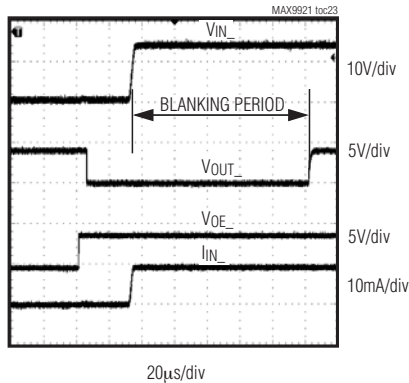 MAX9921 toc23
T
VIN_
10V/div
BLANKING PERIOD
5V/div
VOUT_
VOE_
5V/div
IIN_
10mA/div
20μs/div